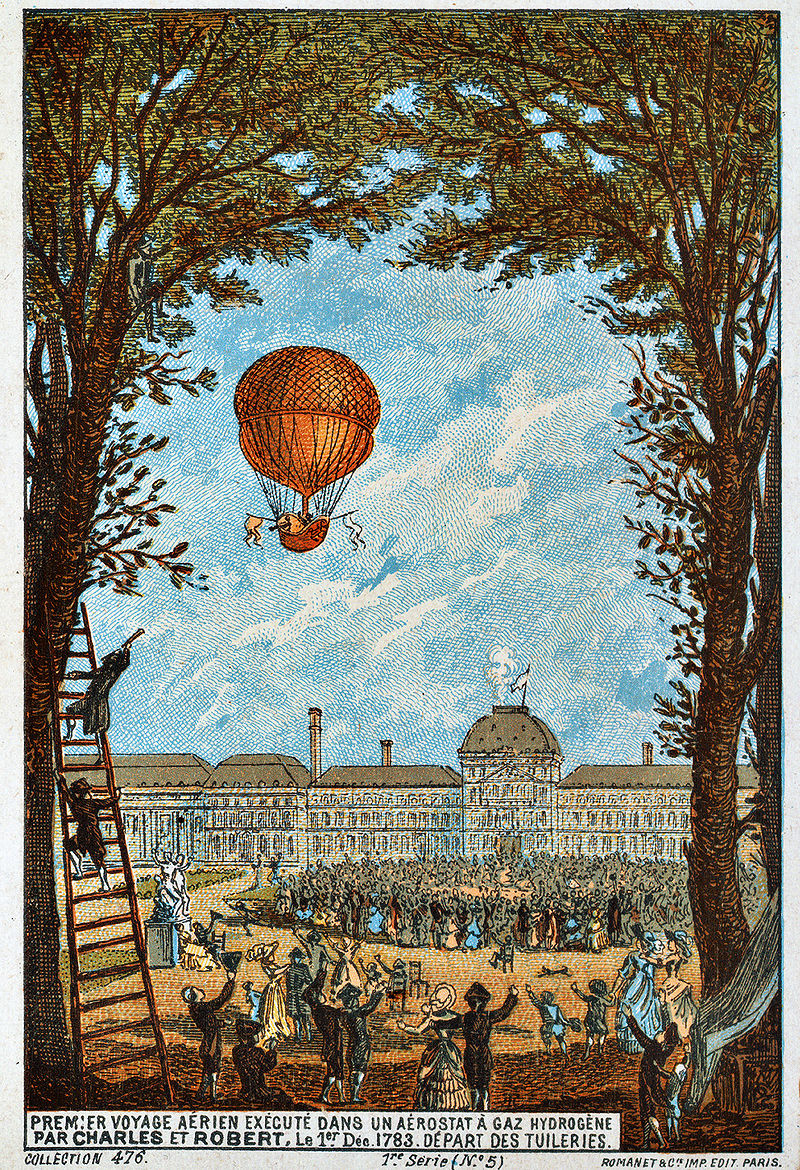 PREMIER VOYAGE AÉRIEN EXÉCUTÉ DANS UN AÉROSTAT À GAZ HYDROGÈNE
PAR CHARLES ET ROBERT, Le 1er Déc. 1783. DÉPART DES TUILERIES.
COLLECTION 476. 1re Série (No. 5) ROMANET & Cie IMP. EDIT. PARIS.